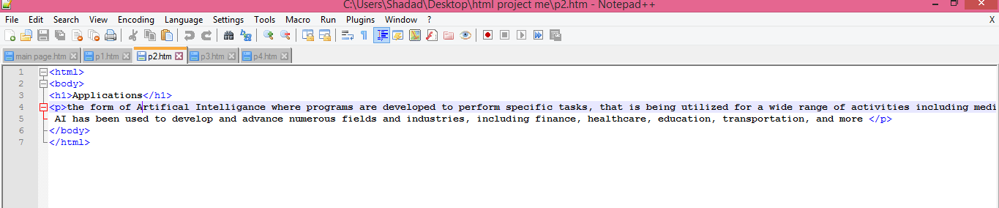 C:\Users\Shadad\Desktop\html project me\p2.htm - Notepad++
File Edit Search View Encoding Language Settings Tools Macro Run Plugins Window ? X
main page.htm p1.htm p2.htm p3.htm p4.htm
1 <html>
2 <body>
3 <h1>Applications</h1>
4 <p>the form of Artifical Intelligance where programs are developed to perform specific tasks, that is being utilized for a wide range of activities including medi
5 AI has been used to develop and advance numerous fields and industries, including finance, healthcare, education, transportation, and more </p>
6 </body>
7 </html>